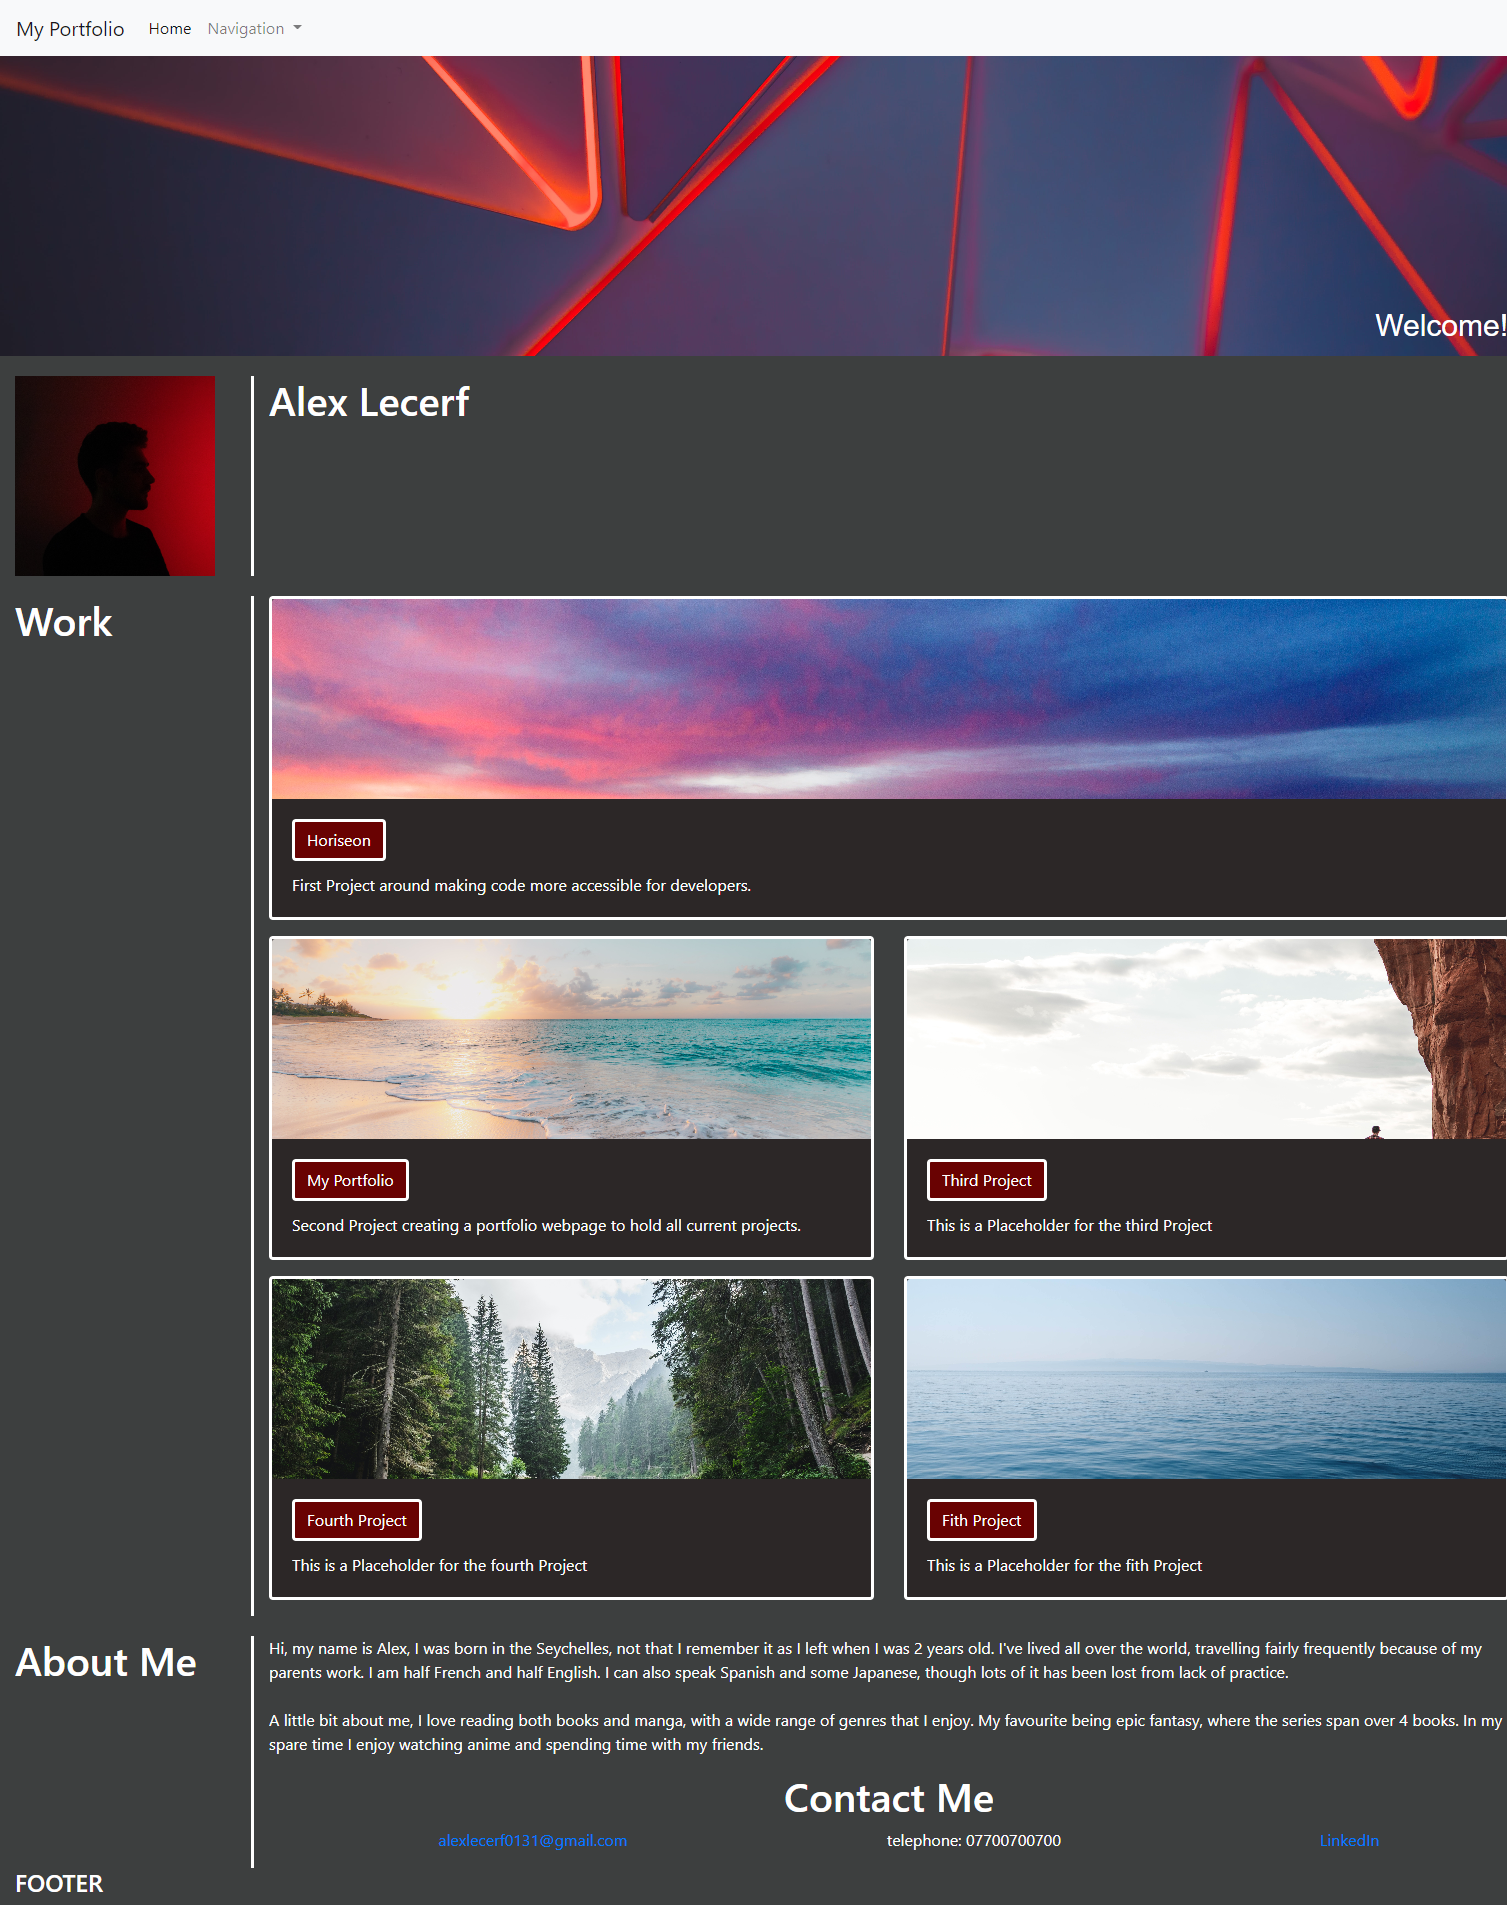 My Portfolio Home Navigation
Welcome!
Alex Lecerf
Work
Horiseon
First Project around making code more accessible for developers.
My Portfolio
Second Project creating a portfolio webpage to hold all current projects.
Third Project
This is a Placeholder for the third Project
Fourth Project
This is a Placeholder for the fourth Project
Fith Project
This is a Placeholder for the fith Project
About Me
Hi, my name is Alex, I was born in the Seychelles, not that I remember it as I left when I was 2 years old. I've lived all over the world, travelling fairly frequently because of my
parents work. I am half French and half English. I can also speak Spanish and some Japanese, though lots of it has been lost from lack of practice.
A little bit about me, I love reading both books and manga, with a wide range of genres that I enjoy. My favourite being epic fantasy, where the series span over 4 books. In my
spare time I enjoy watching anime and spending time with my friends.
Contact Me
alexlecerf0131@gmail.com telephone: 07700700700 LinkedIn
FOOTER